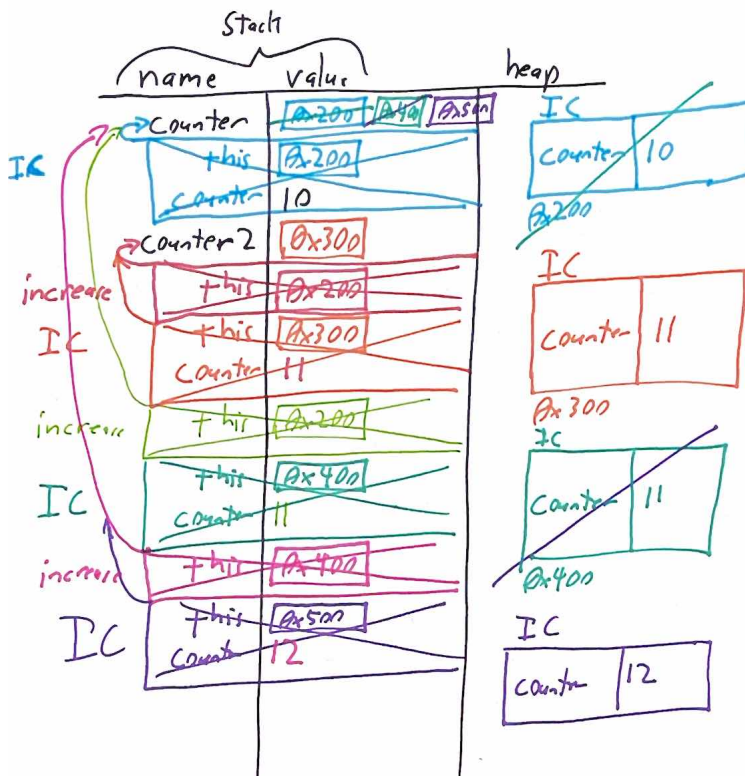 Stack
name value heap
counter 0x200 0x400 0x500
IC
this 0x200
counter 10
IC
counter 10
0x200
counter2 0x300
increase this 0x200
IC
this 0x300
counter 11
IC
counter 11
0x300
increase this 0x200
IC
this 0x400
counter 11
IC
counter 11
0x400
increase this 0x400
IC
this 0x500
counter 12
IC
counter 12